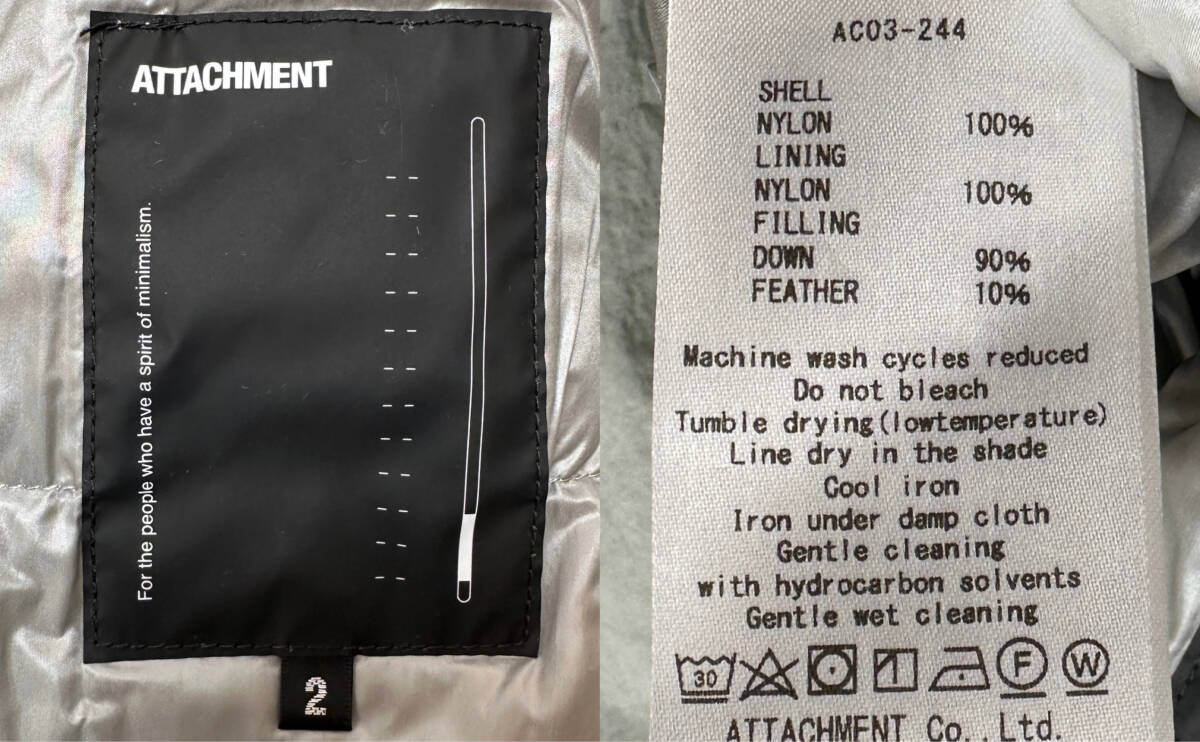 ATTACHMENT
For the people who have a spirit of minimalism.
2
AC03-244
SHELL
NYLON 100%
LINING
NYLON 100%
FILLING
DOWN 90%
FEATHER 10%
Machine wash cycles reduced
Do not bleach
Tumble drying(lowtemperature)
Line dry in the shade
Cool iron
Iron under damp cloth
Gentle cleaning
with hydrocarbon solvents
Gentle wet cleaning
30 F W
ATTACHMENT Co.,Ltd.